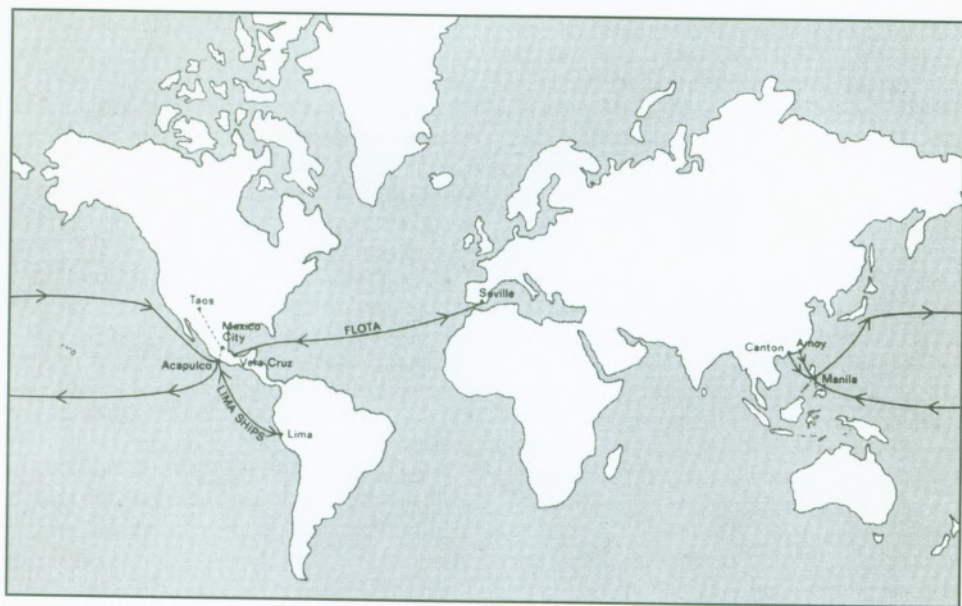 Taos
Mexico
City
Vera Cruz
Acapulco
LIMA SHIPS
Lima
FLOTA
Seville
Canton
Amoy
Manila